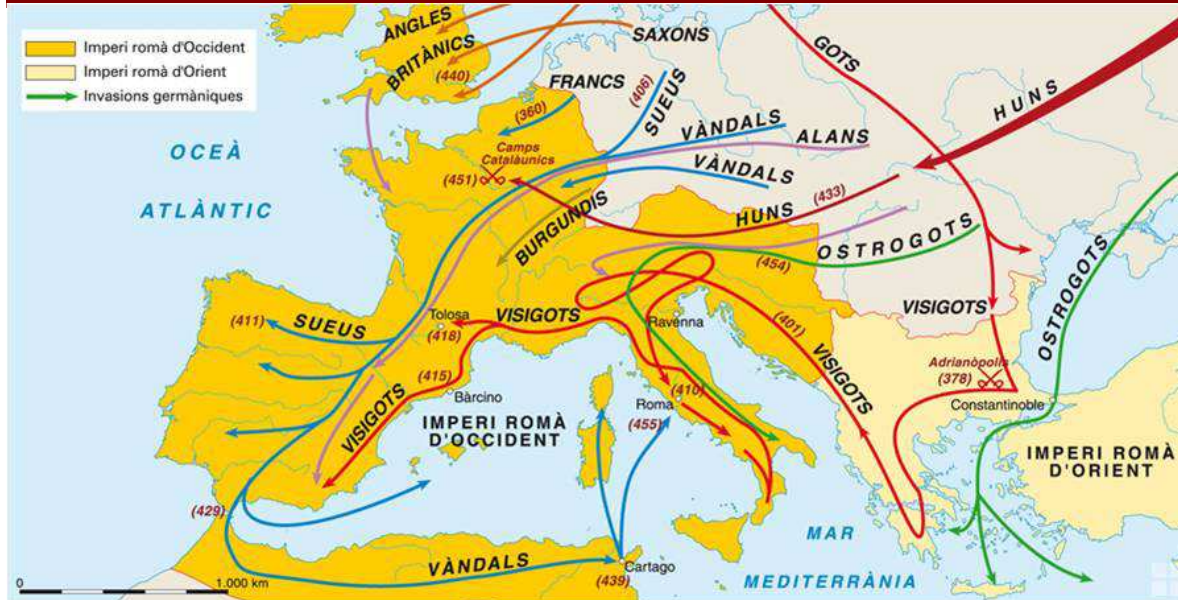 Imperi romà d'Occident
Imperi romà d'Orient
Invasions germàniques
OCEÀ
ATLÀNTIC
ANGLES
BRITÀNICS
(440)
SAXONS
FRANCS
(360)
(406)
SUEUS
GOTS
HUNS
VÀNDALS
ALANS
VÀNDALS
Camps
Catalàunics
(451)
BURGUNDIS
HUNS
(433)
OSTROGOTS
(454)
OSTROGOTS
VISIGOTS
(411)
SUEUS
Tolosa
(418)
VISIGOTS
Ravenna
(401)
VISIGOTS
Adrianòpolis
(378)
Constantinoble
(415)
Bàrcino
VISIGOTS
IMPERI ROMÀ
D'OCCIDENT
(410)
Roma
(455)
IMPERI ROMÀ
D'ORIENT
(429)
VÀNDALS
Cartago
(439)
MAR
MEDITERRÀNIA
0
1.000 km